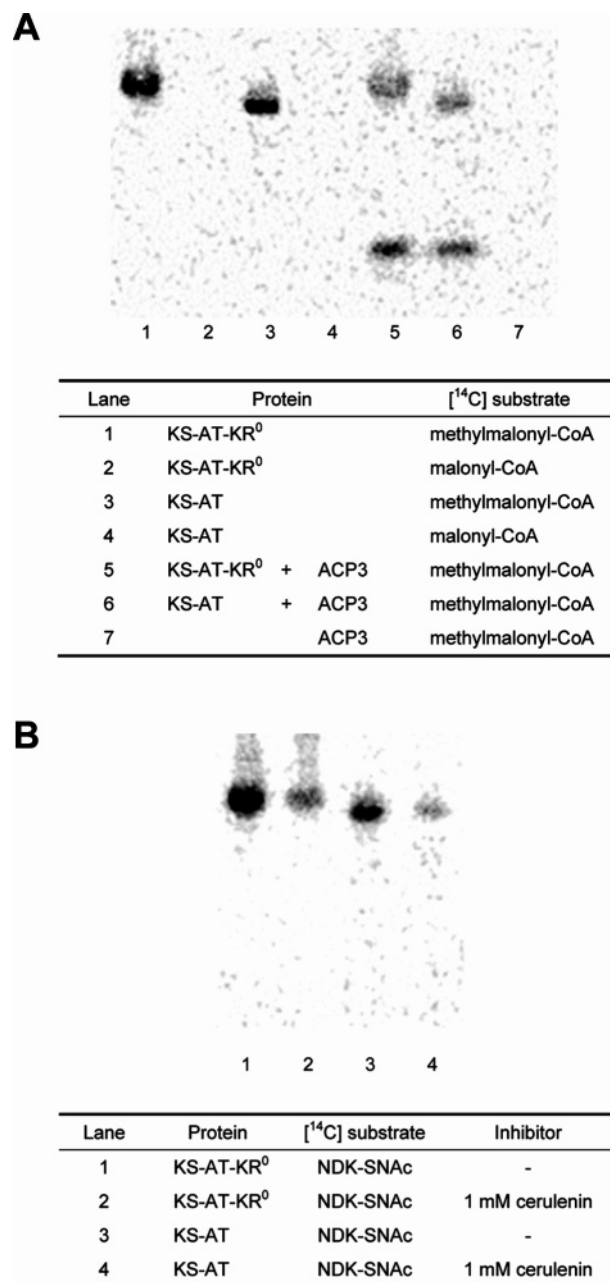 A
1 2 3 4 5 6 7
Lane Protein [¹⁴C] substrate
1 KS-AT-KR⁰ methylmalonyl-CoA
2 KS-AT-KR⁰ malonyl-CoA
3 KS-AT methylmalonyl-CoA
4 KS-AT malonyl-CoA
5 KS-AT-KR⁰ + ACP3 methylmalonyl-CoA
6 KS-AT + ACP3 methylmalonyl-CoA
7 ACP3 methylmalonyl-CoA
B
1 2 3 4
Lane Protein [¹⁴C] substrate Inhibitor
1 KS-AT-KR⁰ NDK-SNAc -
2 KS-AT-KR⁰ NDK-SNAc 1 mM cerulenin
3 KS-AT NDK-SNAc -
4 KS-AT NDK-SNAc 1 mM cerulenin